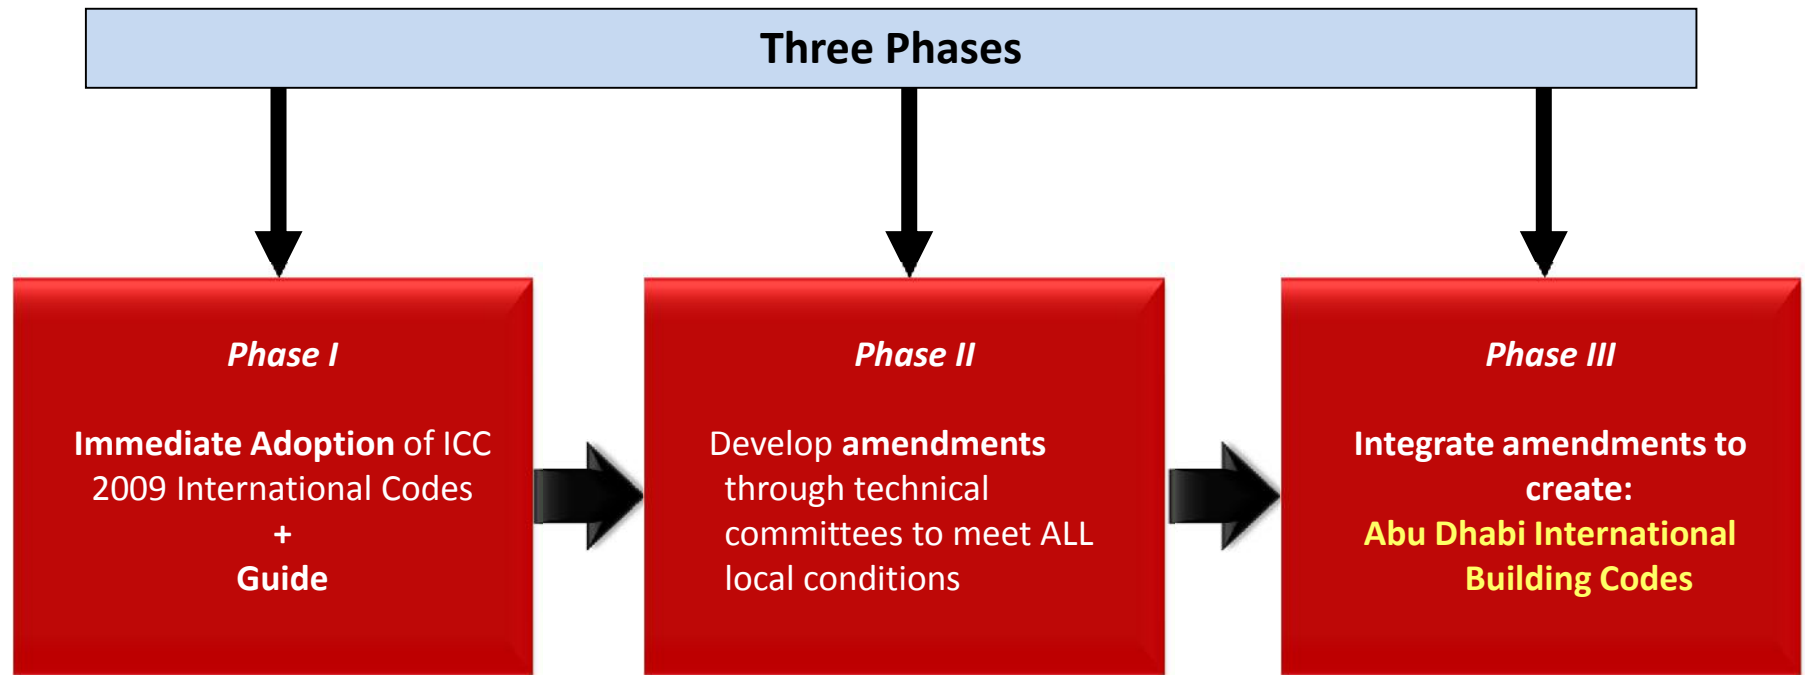 Three Phases
Phase I
Immediate Adoption of ICC
2009 International Codes
+
Guide
Phase II
Develop amendments
through technical
committees to meet ALL
local conditions
Phase III
Integrate amendments to
create:
Abu Dhabi International
Building Codes